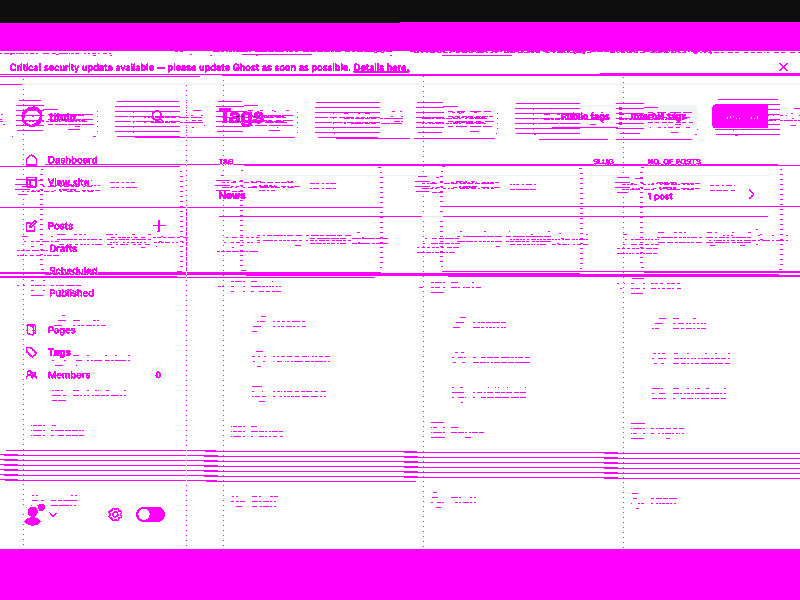 Critical security update available — please update Ghost as soon as possible. Details here.
Tags
Public tags
Internal tags
Dashboard
TAG
SLUG
NO. OF POSTS
View site
News
1 post
Posts
Drafts
Scheduled
Published
Pages
Tags
Members
0